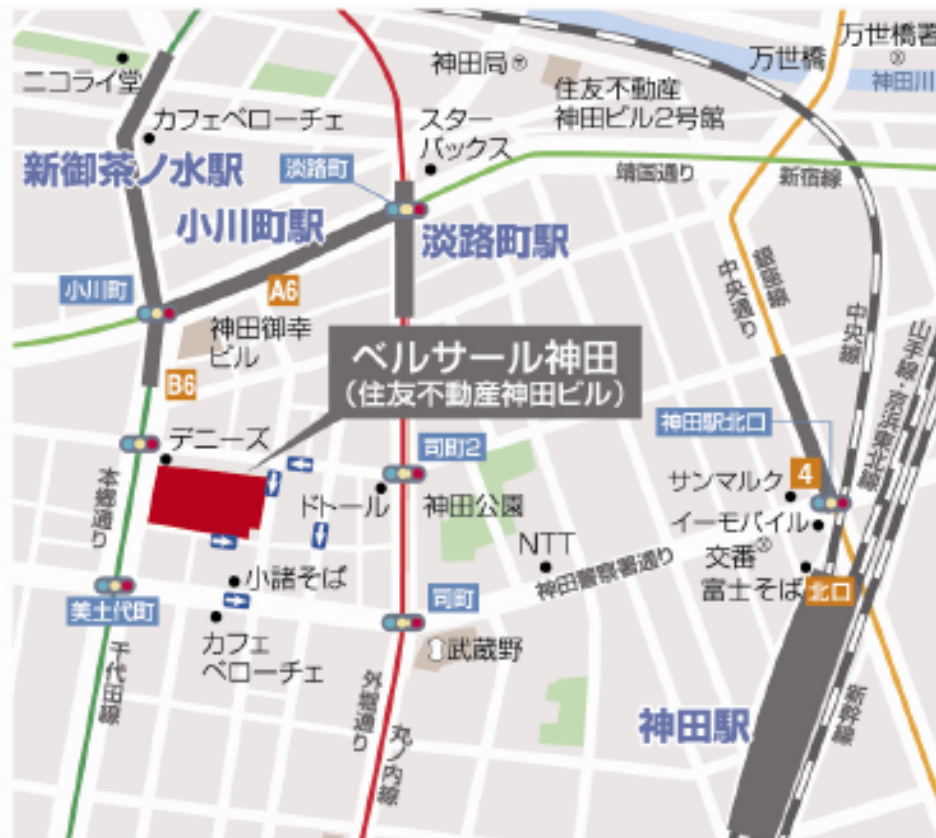 ニコライ堂
カフェベローチェ
新御茶ノ水駅
神田局
住友不動産
神田ビル2号館
万世橋
万世橋署
神田川
スター
バックス
淡路町
小川町駅
淡路町駅
靖国通り
新宿線
小川町
A6
神田御幸
ビル
B6
ベルサール神田
(住友不動産神田ビル)
銀座線
中央通り
中央線
山手線・京浜東北線
神田駅北口
デニーズ
本郷通り
司町2
ドトール
神田公園
サンマルク
4
イーモバイル
交番
富士そば
北口
NTT
神田警察署通り
小諸そば
美土代町
カフェ
ベローチェ
司町
武蔵野
千代田線
外堀通り
丸ノ内線
神田駅
新幹線